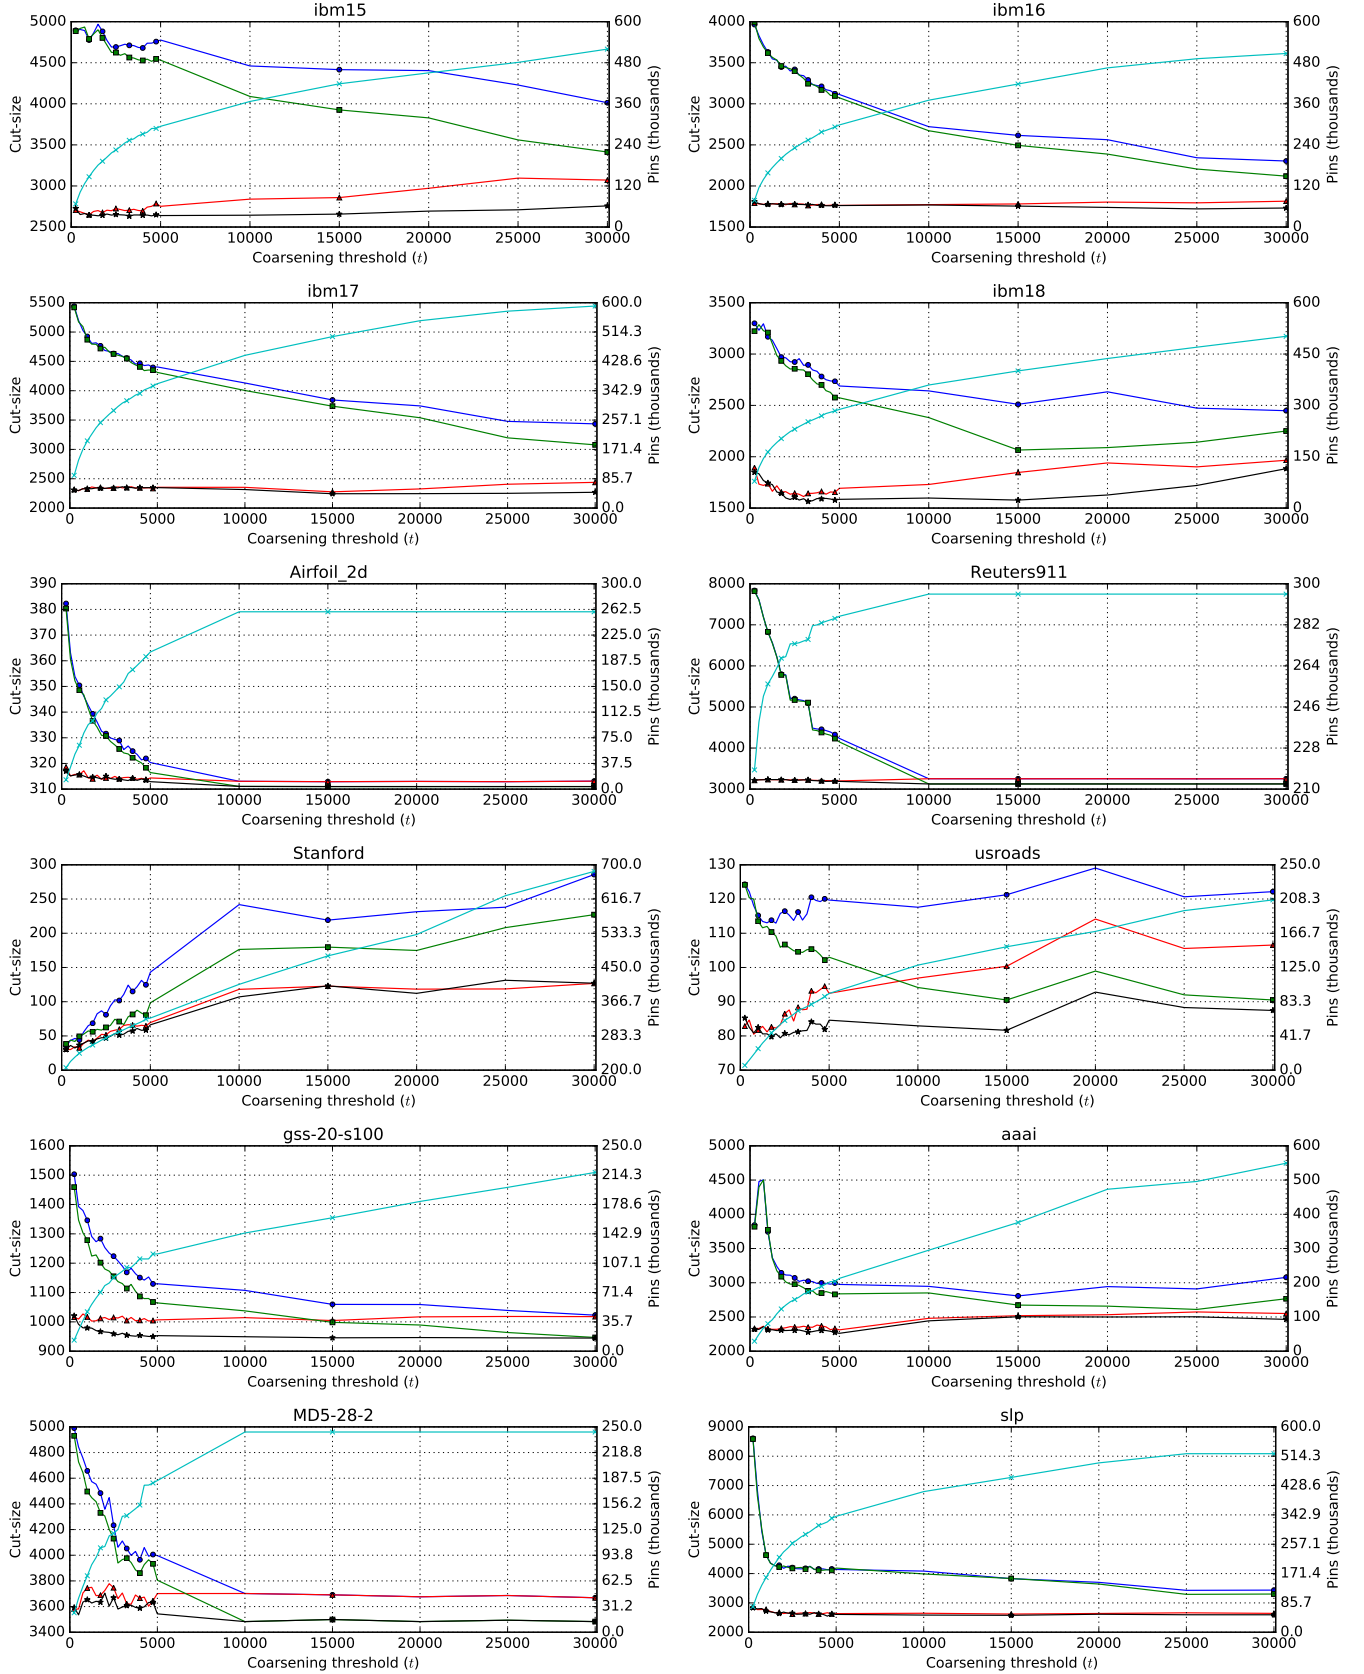 ibm15
5000
4500
4000
3500
3000
2500
Cut-size
600
480
360
240
120
0
Pins (thousands)
0 5000 10000 15000 20000 25000 30000
Coarsening threshold (t)
ibm16
4000
3500
3000
2500
2000
1500
Cut-size
600
480
360
240
120
0
Pins (thousands)
0 5000 10000 15000 20000 25000 30000
Coarsening threshold (t)
ibm17
5500
5000
4500
4000
3500
3000
2500
2000
Cut-size
600.0
514.3
428.6
342.9
257.1
171.4
85.7
0.0
Pins (thousands)
0 5000 10000 15000 20000 25000 30000
Coarsening threshold (t)
ibm18
3500
3000
2500
2000
1500
Cut-size
600
450
300
150
0
Pins (thousands)
0 5000 10000 15000 20000 25000 30000
Coarsening threshold (t)
Airfoil_2d
390
380
370
360
350
340
330
320
310
Cut-size
300.0
262.5
225.0
187.5
150.0
112.5
75.0
37.5
0.0
Pins (thousands)
0 5000 10000 15000 20000 25000 30000
Coarsening threshold (t)
Reuters911
8000
7000
6000
5000
4000
3000
Cut-size
300
282
264
246
228
210
Pins (thousands)
0 5000 10000 15000 20000 25000 30000
Coarsening threshold (t)
Stanford
300
250
200
150
100
50
0
Cut-size
700.0
616.7
533.3
450.0
366.7
283.3
200.0
Pins (thousands)
0 5000 10000 15000 20000 25000 30000
Coarsening threshold (t)
usroads
130
120
110
100
90
80
70
Cut-size
250.0
208.3
166.7
125.0
83.3
41.7
0.0
Pins (thousands)
0 5000 10000 15000 20000 25000 30000
Coarsening threshold (t)
gss-20-s100
1600
1500
1400
1300
1200
1100
1000
900
Cut-size
250.0
214.3
178.6
142.9
107.1
71.4
35.7
0.0
Pins (thousands)
0 5000 10000 15000 20000 25000 30000
Coarsening threshold (t)
aaai
5000
4500
4000
3500
3000
2500
2000
Cut-size
600
500
400
300
200
100
0
Pins (thousands)
0 5000 10000 15000 20000 25000 30000
Coarsening threshold (t)
MD5-28-2
5000
4800
4600
4400
4200
4000
3800
3600
3400
Cut-size
250.0
218.8
187.5
156.2
125.0
93.8
62.5
31.2
0.0
Pins (thousands)
0 5000 10000 15000 20000 25000 30000
Coarsening threshold (t)
slp
9000
8000
7000
6000
5000
4000
3000
2000
Cut-size
600.0
514.3
428.6
342.9
257.1
171.4
85.7
0.0
Pins (thousands)
0 5000 10000 15000 20000 25000 30000
Coarsening threshold (t)